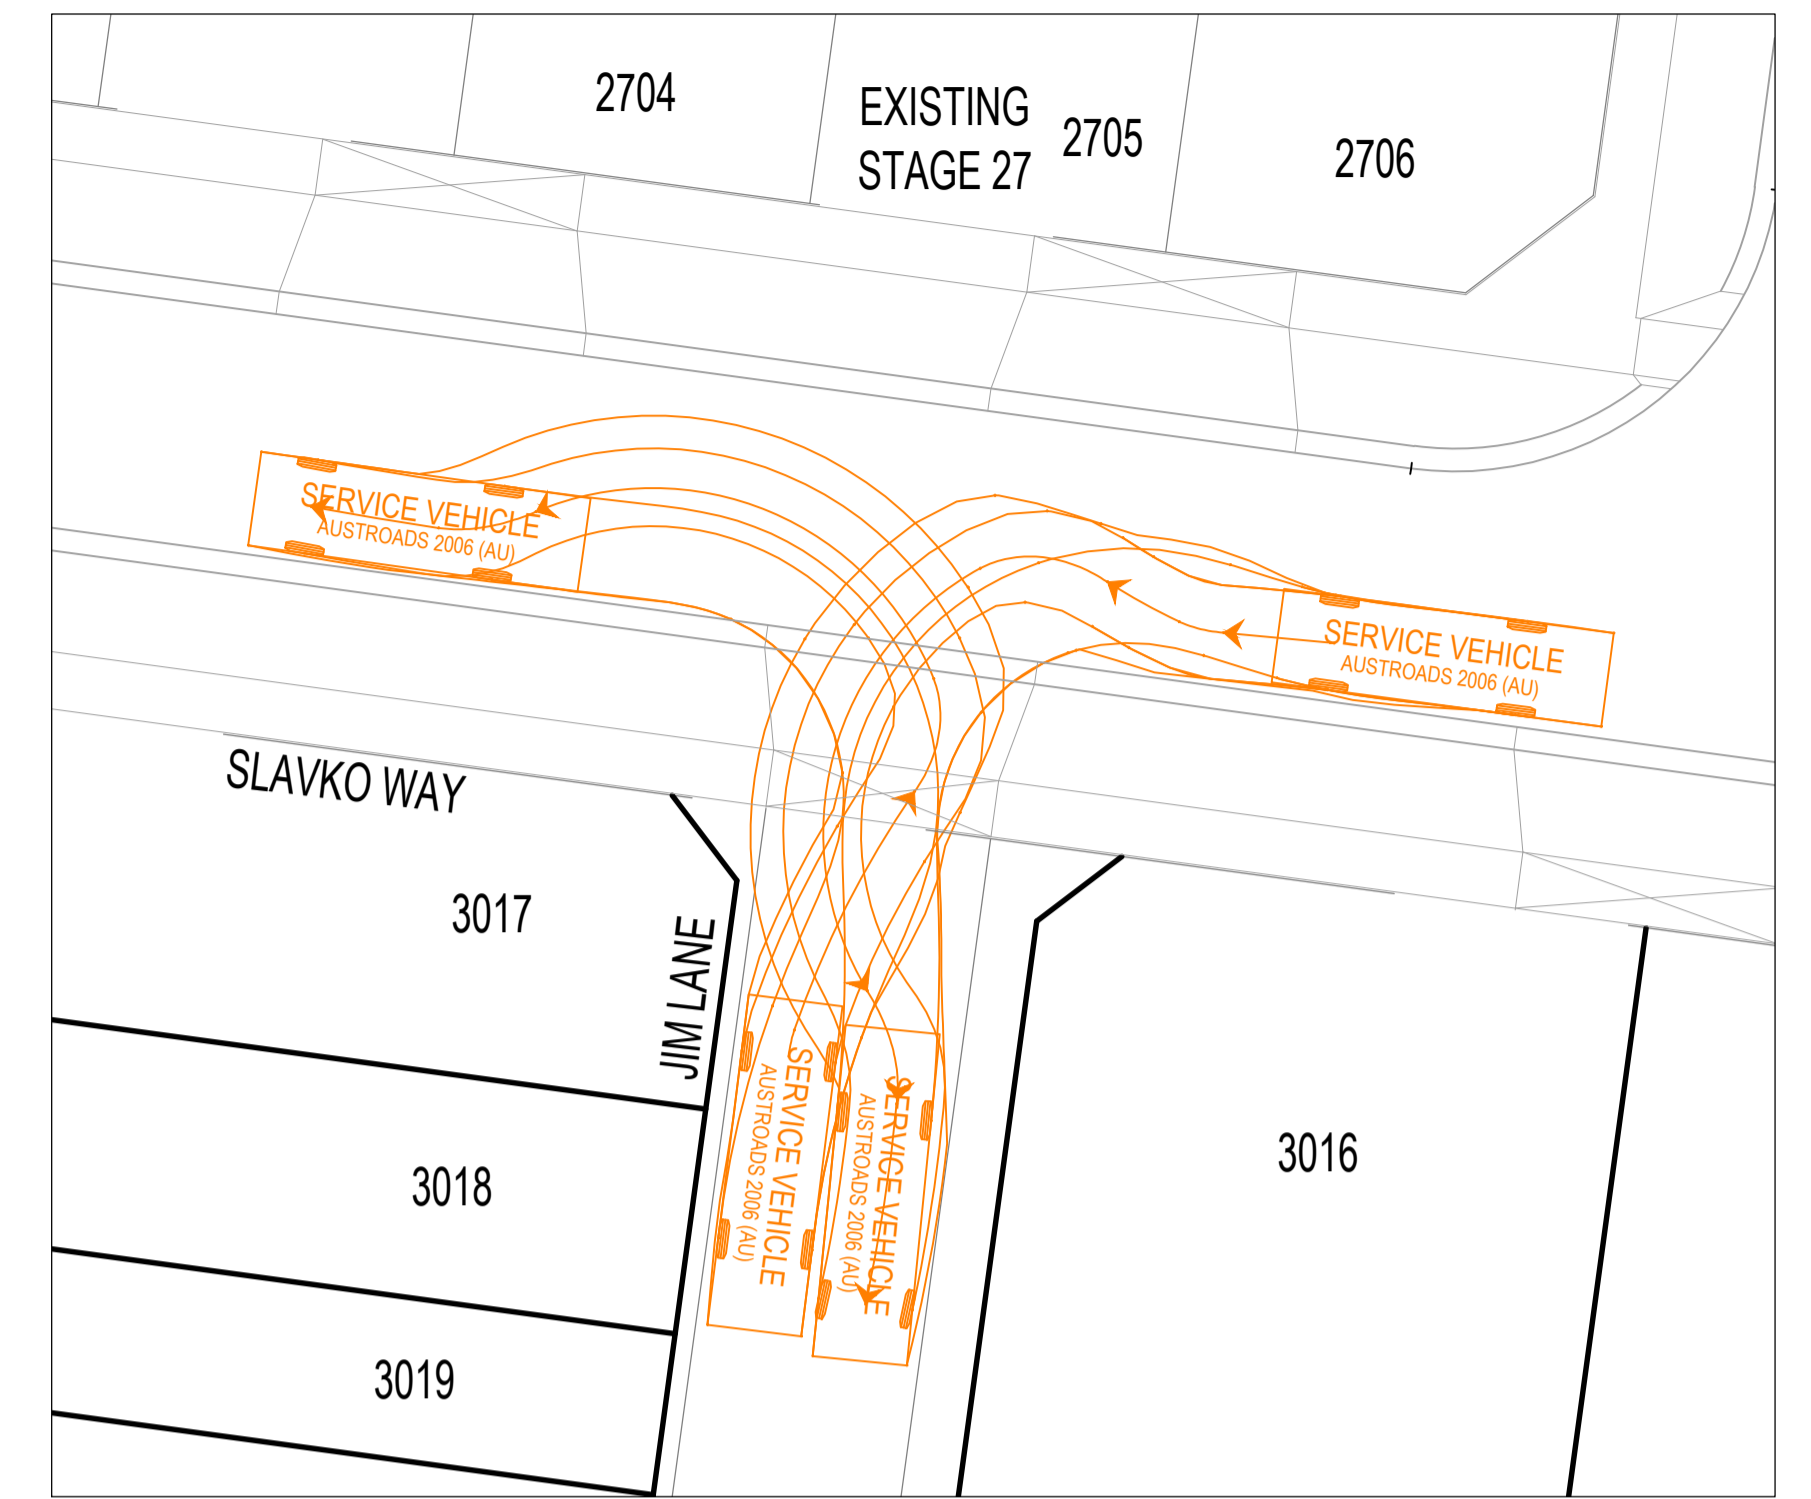 2704
EXISTING
STAGE 27
2705
2706
SERVICE VEHICLE
AUSTROADS 2006 (AU)
SERVICE VEHICLE
AUSTROADS 2006 (AU)
SLAVKO WAY
3017
JIM LANE
SERVICE VEHICLE
AUSTROADS 2006 (AU)
SERVICE VEHICLE
AUSTROADS 2006 (AU)
3016
3018
3019